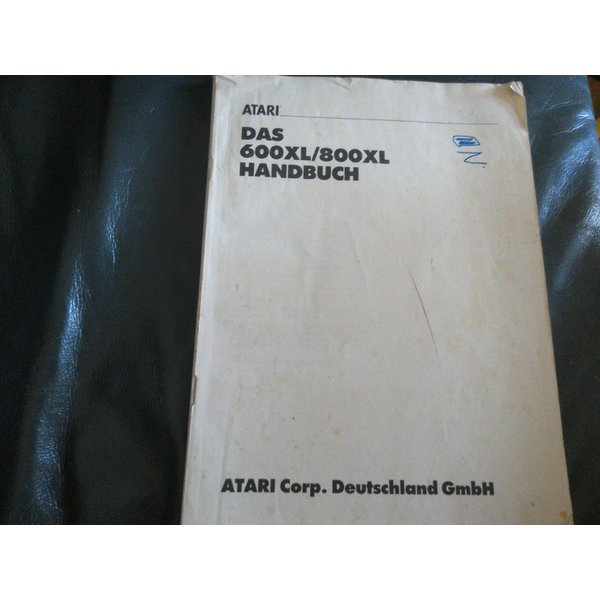 ATARI
DAS
600XL/800XL
HANDBUCH
ATARI Corp. Deutschland GmbH